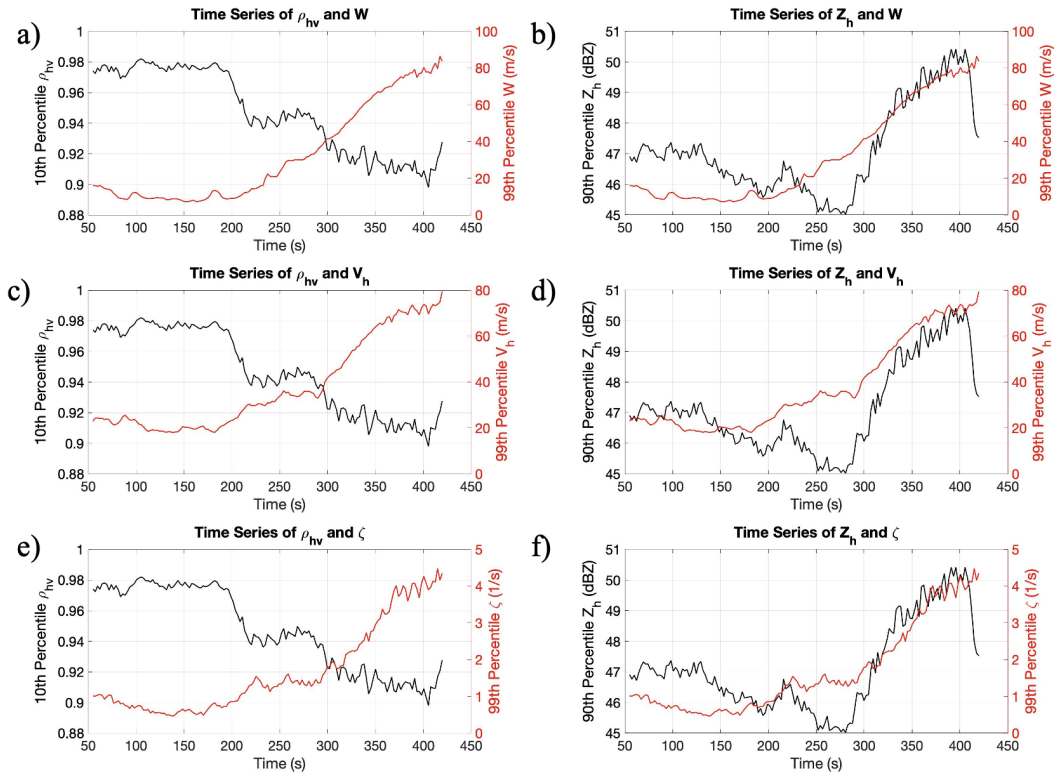 a)
Time Series of ρhv and W
10th Percentile ρhv
1
0.98
0.96
0.94
0.92
0.9
0.88
100
80
60
40
20
0
99th Percentile W (m/s)
50 100 150 200 250 300 350 400 450
Time (s)
b)
Time Series of Zh and W
90th Percentile Zh (dBZ)
51
50
49
48
47
46
45
100
80
60
40
20
0
99th Percentile W (m/s)
50 100 150 200 250 300 350 400 450
Time (s)
c)
Time Series of ρhv and Vh
10th Percentile ρhv
1
0.98
0.96
0.94
0.92
0.9
0.88
80
60
40
20
0
99th Percentile Vh (m/s)
50 100 150 200 250 300 350 400 450
Time (s)
d)
Time Series of Zh and Vh
90th Percentile Zh (dBZ)
51
50
49
48
47
46
45
80
60
40
20
0
99th Percentile Vh (m/s)
50 100 150 200 250 300 350 400 450
Time (s)
e)
Time Series of ρhv and ζ
10th Percentile ρhv
1
0.98
0.96
0.94
0.92
0.9
0.88
5
4
3
2
1
0
99th Percentile ζ (1/s)
50 100 150 200 250 300 350 400 450
Time (s)
f)
Time Series of Zh and ζ
90th Percentile Zh (dBZ)
51
50
49
48
47
46
45
5
4
3
2
1
0
99th Percentile ζ (1/s)
50 100 150 200 250 300 350 400 450
Time (s)